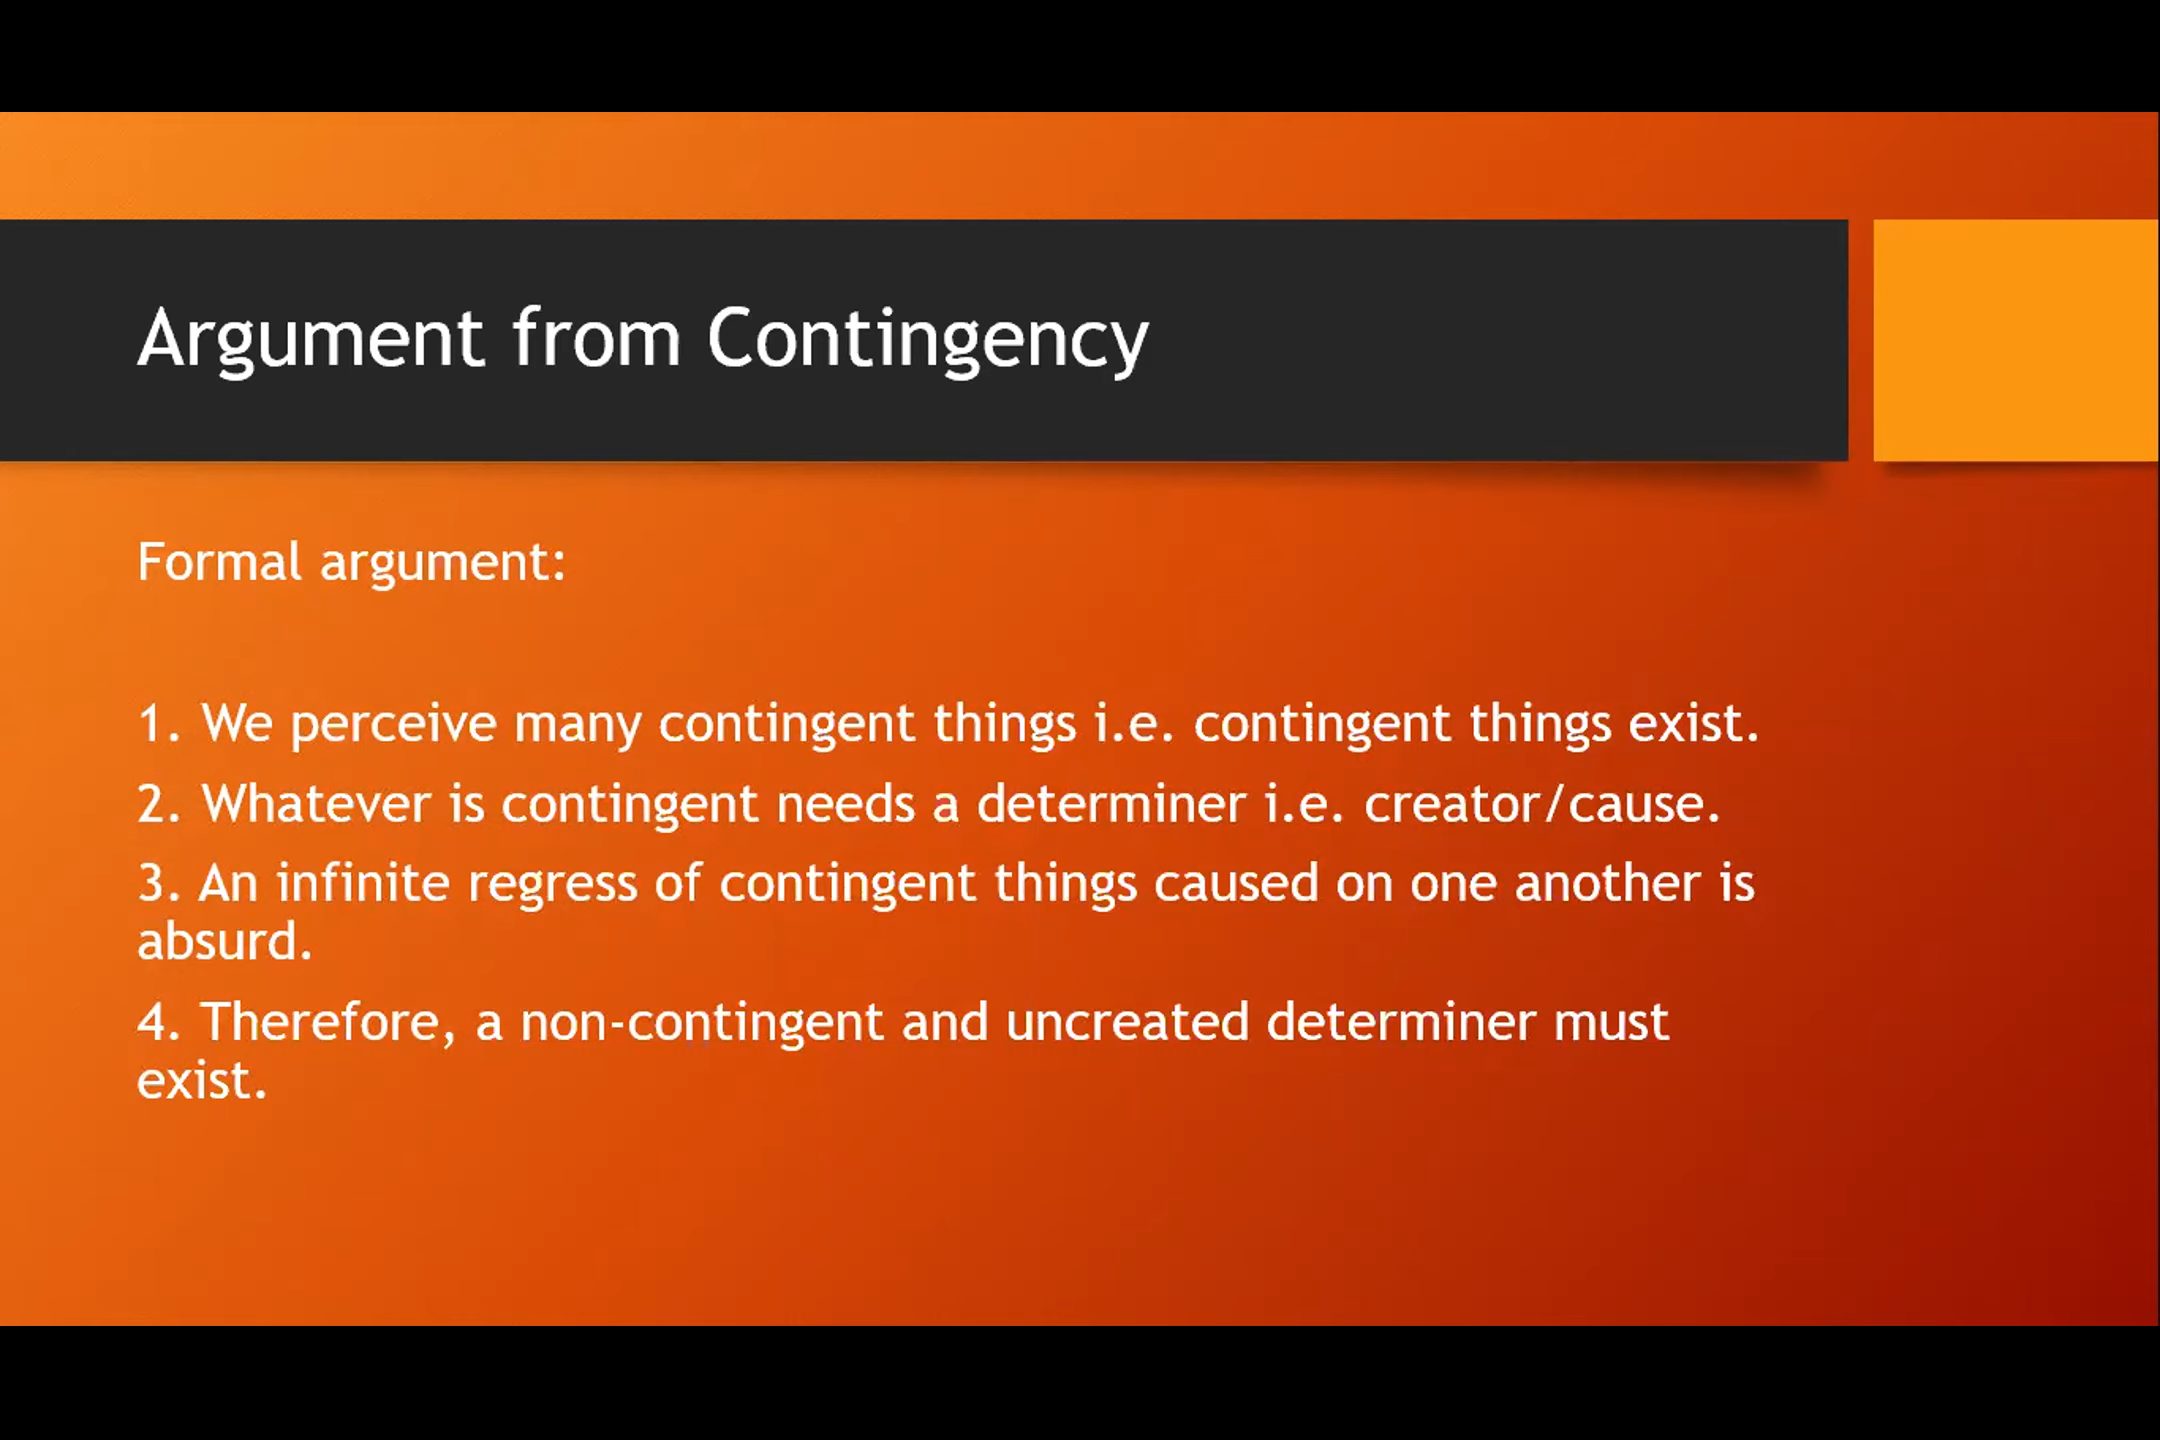 Argument from Contingency
Formal argument:
1. We perceive many contingent things i.e. contingent things exist.
2. Whatever is contingent needs a determiner i.e. creator/cause.
3. An infinite regress of contingent things caused on one another is
absurd.
4. Therefore, a non-contingent and uncreated determiner must
exist.